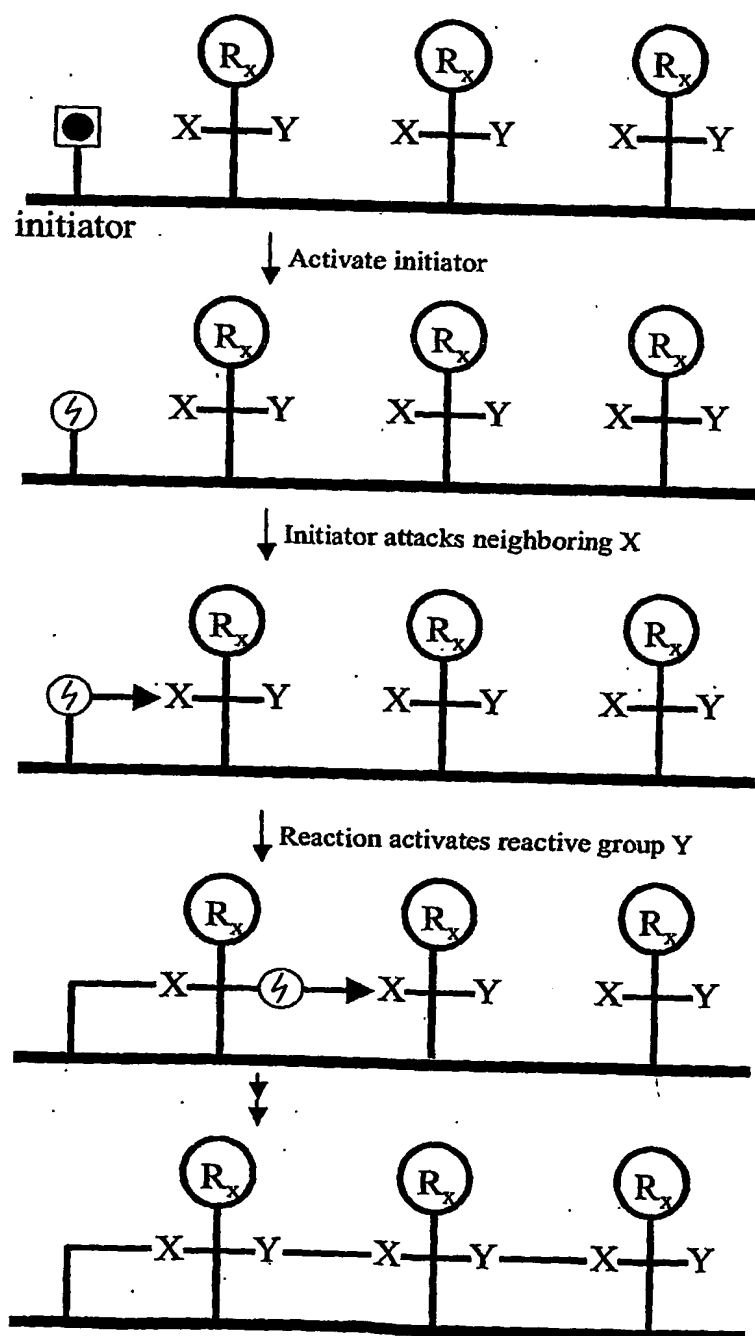 Rx Rx Rx
X Y X Y X Y
initiator
Activate initiator
Rx Rx Rx
X Y X Y X Y
Initiator attacks neighboring X
Rx Rx Rx
X Y X Y X Y
Reaction activates reactive group Y
Rx Rx Rx
X X Y X Y
Rx Rx Rx
X Y X Y X Y